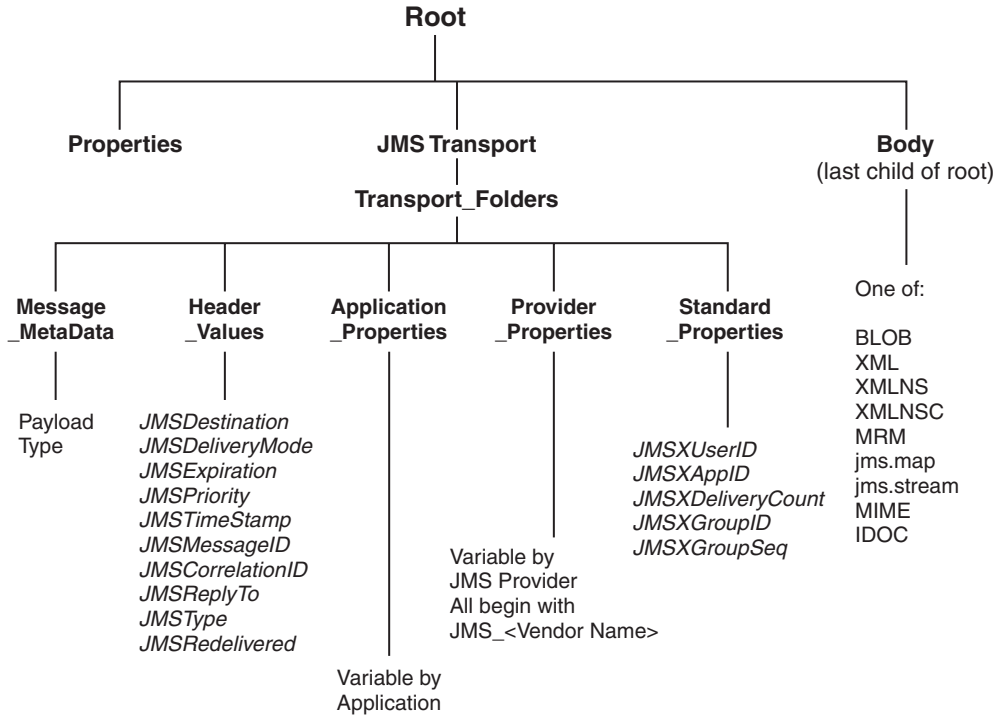 Root
Properties
JMS Transport
Body
(last child of root)
Transport_Folders
Message
_MetaData
Header
_Values
Application
_Properties
Provider
_Properties
Standard
_Properties
Payload
Type
JMSDestination
JMSDeliveryMode
JMSExpiration
JMSPriority
JMSTimeStamp
JMSMessageID
JMSCorrelationID
JMSReplyTo
JMSType
JMSRedelivered
Variable by
Application
Variable by
JMS Provider
All begin with
JMS_<Vendor Name>
JMSXUserID
JMSXAppID
JMSXDeliveryCount
JMSXGroupID
JMSXGroupSeq
One of:
BLOB
XML
XMLNS
XMLNSC
MRM
jms.map
jms.stream
MIME
IDOC